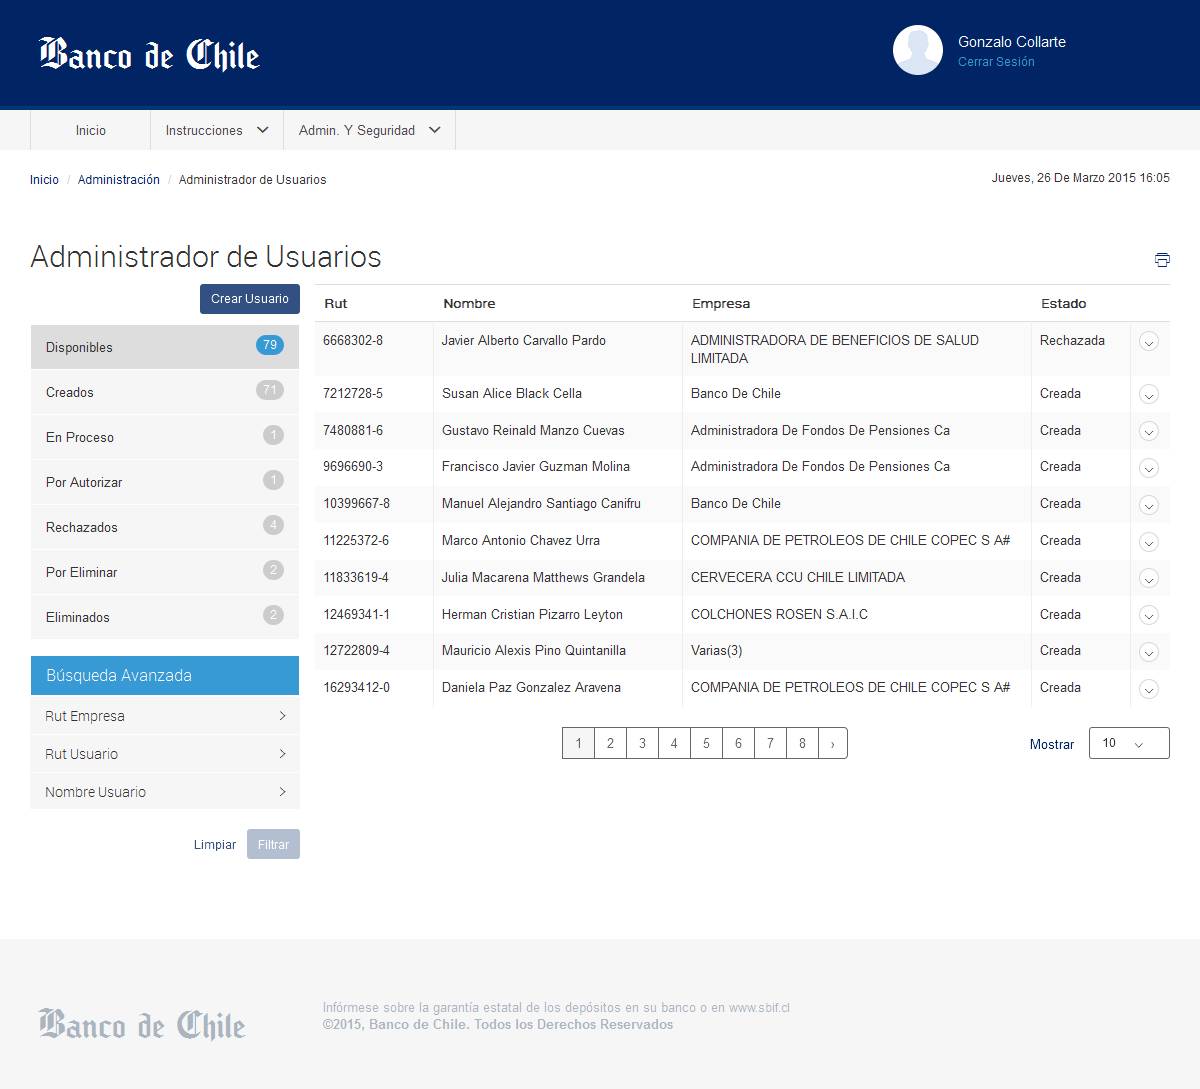 Banco de Chile
Gonzalo Collarte
Cerrar Sesión
Inicio
Instrucciones
Admin. Y Seguridad
Inicio / Administración / Administrador de Usuarios
Jueves, 26 De Marzo 2015 16:05
Administrador de Usuarios
Crear Usuario
Disponibles 79
Creados 71
En Proceso 1
Por Autorizar 1
Rechazados 4
Por Eliminar 2
Eliminados 2
Búsqueda Avanzada
Rut Empresa
Rut Usuario
Nombre Usuario
Limpiar
Filtrar
Rut Nombre Empresa Estado
6668302-8 Javier Alberto Carvallo Pardo ADMINISTRADORA DE BENEFICIOS DE SALUD Rechazada
LIMITADA
7212728-5 Susan Alice Black Cella Banco De Chile Creada
7480881-6 Gustavo Reinald Manzo Cuevas Administradora De Fondos De Pensiones Ca Creada
9696690-3 Francisco Javier Guzman Molina Administradora De Fondos De Pensiones Ca Creada
10399667-8 Manuel Alejandro Santiago Canifru Banco De Chile Creada
11225372-6 Marco Antonio Chavez Urra COMPANIA DE PETROLEOS DE CHILE COPEC S A# Creada
11833619-4 Julia Macarena Matthews Grandela CERVECERA CCU CHILE LIMITADA Creada
12469341-1 Herman Cristian Pizarro Leyton COLCHONES ROSEN S.A.I.C Creada
12722809-4 Mauricio Alexis Pino Quintanilla Varias(3) Creada
16293412-0 Daniela Paz Gonzalez Aravena COMPANIA DE PETROLEOS DE CHILE COPEC S A# Creada
1 2 3 4 5 6 7 8 ›
Mostrar 10
Banco de Chile
Infórmese sobre la garantía estatal de los depósitos en su banco o en www.sbif.cl
©2015, Banco de Chile. Todos los Derechos Reservados